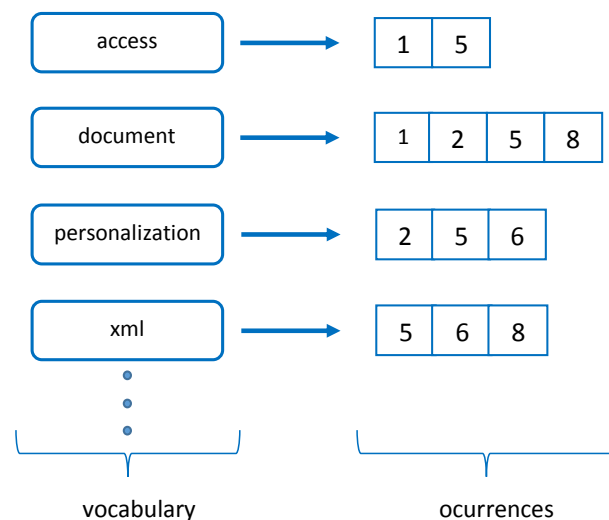 access 1 5
document 1 2 5 8
personalization 2 5 6
xml 5 6 8
vocabulary ocurrences